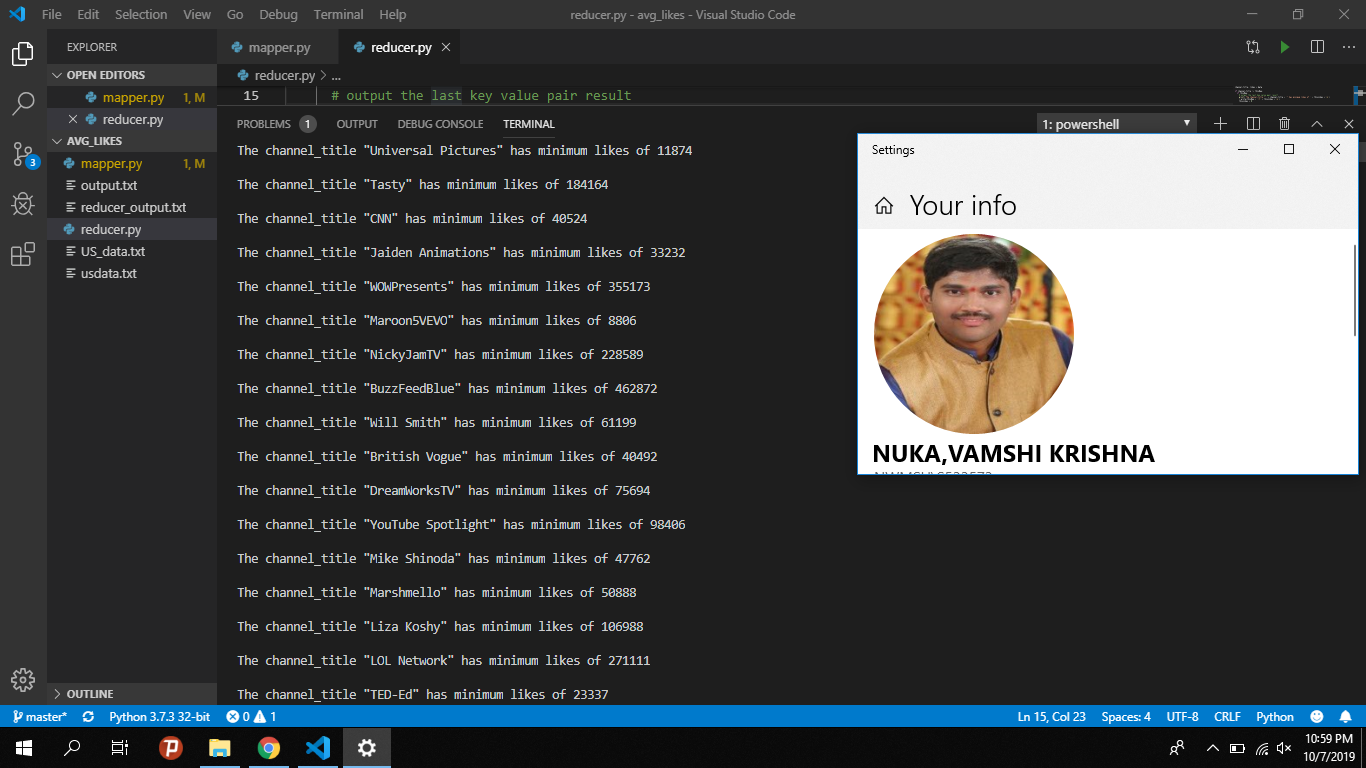 File Edit Selection View Go Debug Terminal Help
reducer.py - avg_likes - Visual Studio Code
EXPLORER
OPEN EDITORS
mapper.py 1, M
reducer.py
AVG_LIKES
mapper.py 1, M
output.txt
reducer_output.txt
reducer.py
US_data.txt
usdata.txt
OUTLINE
3
mapper.py
reducer.py
reducer.py > ...
15 # output the last key value pair result
PROBLEMS 1 OUTPUT DEBUG CONSOLE TERMINAL
1: powershell
The channel_title "Universal Pictures" has minimum likes of 11874
The channel_title "Tasty" has minimum likes of 184164
The channel_title "CNN" has minimum likes of 40524
The channel_title "Jaiden Animations" has minimum likes of 33232
The channel_title "WOWPresents" has minimum likes of 355173
The channel_title "Maroon5VEVO" has minimum likes of 8806
The channel_title "NickyJamTV" has minimum likes of 228589
The channel_title "BuzzFeedBlue" has minimum likes of 462872
The channel_title "Will Smith" has minimum likes of 61199
The channel_title "British Vogue" has minimum likes of 40492
The channel_title "DreamWorksTV" has minimum likes of 75694
The channel_title "YouTube Spotlight" has minimum likes of 98406
The channel_title "Mike Shinoda" has minimum likes of 47762
The channel_title "Marshmello" has minimum likes of 50888
The channel_title "Liza Koshy" has minimum likes of 106988
The channel_title "LOL Network" has minimum likes of 271111
The channel_title "TED-Ed" has minimum likes of 23337
Settings
Your info
NUKA,VAMSHI KRISHNA
master* Python 3.7.3 32-bit 0 1
Ln 15, Col 23 Spaces: 4 UTF-8 CRLF Python
10:59 PM
10/7/2019